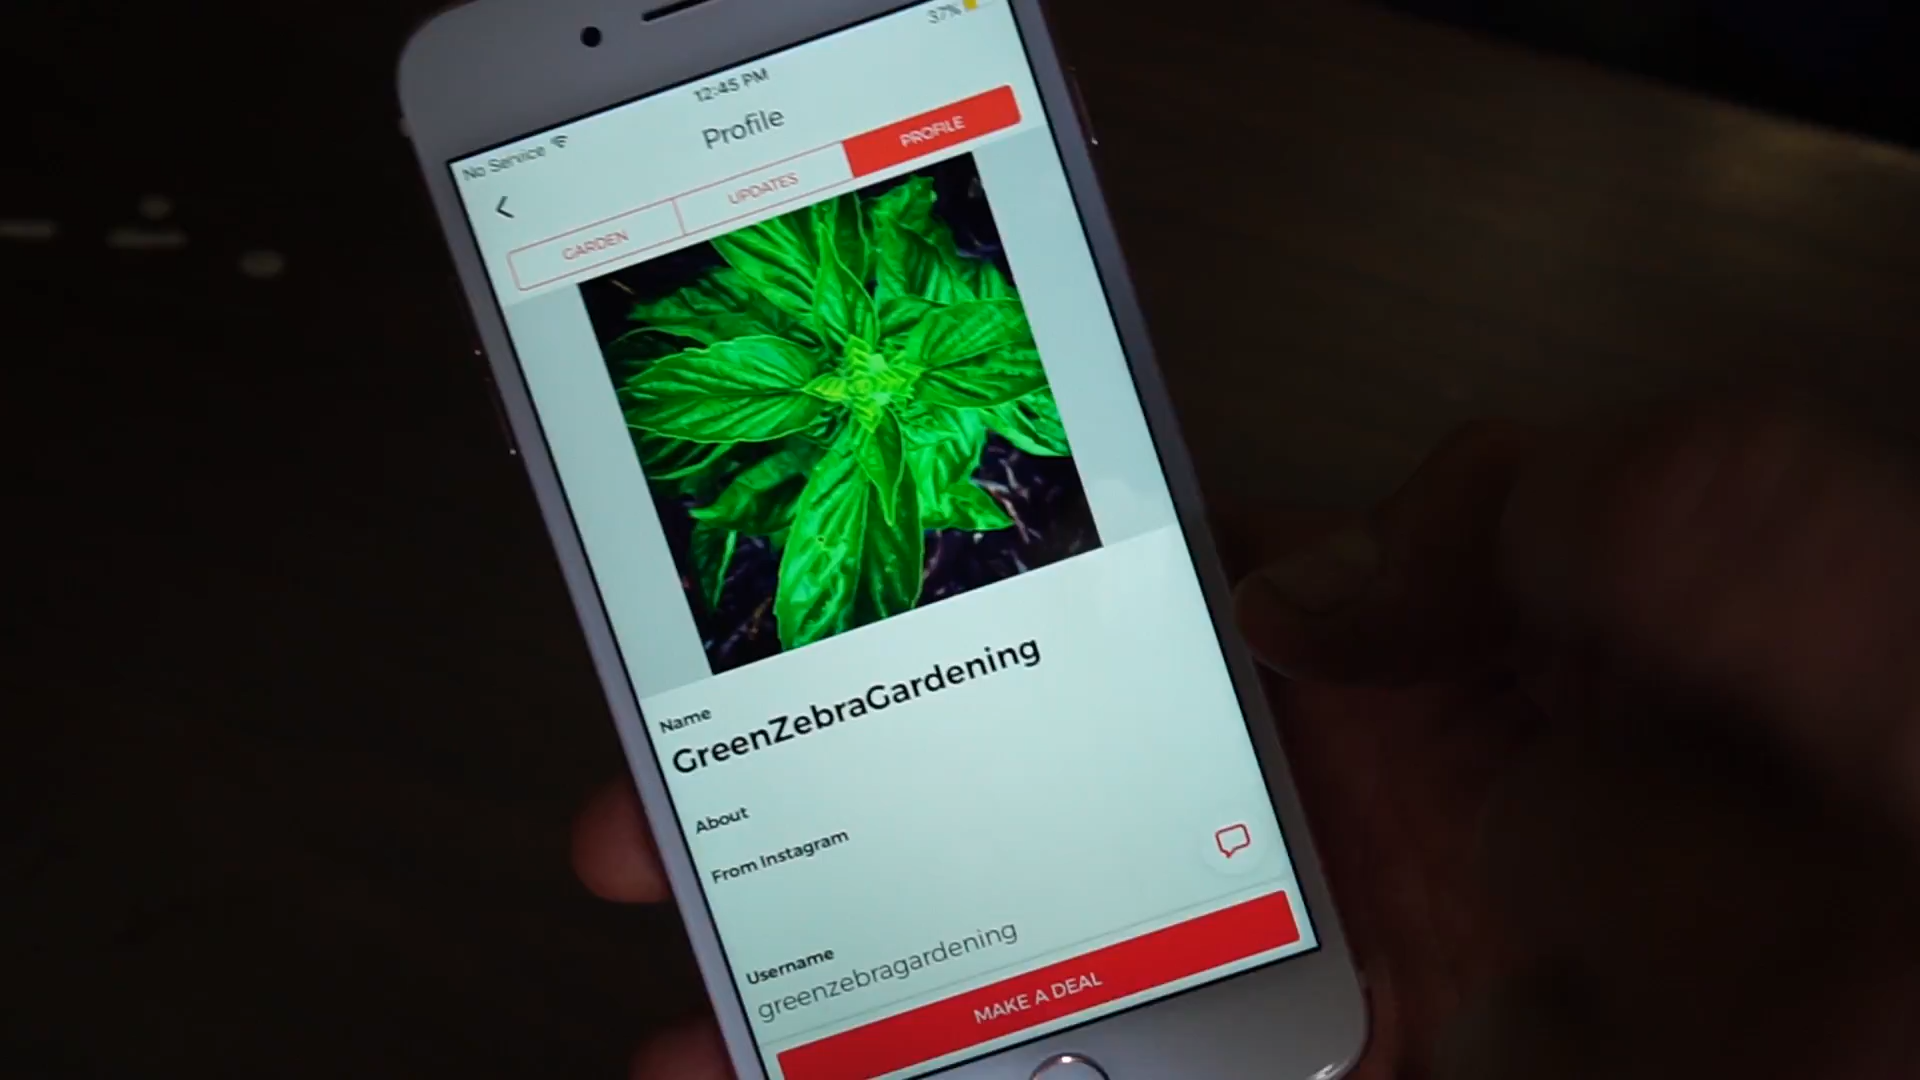 37%
12:45 PM
No Service
Profile
GARDEN
UPDATES
PROFILE
Name
GreenZebraGardening
About
From Instagram
Username
greenzebragardening
MAKE A DEAL